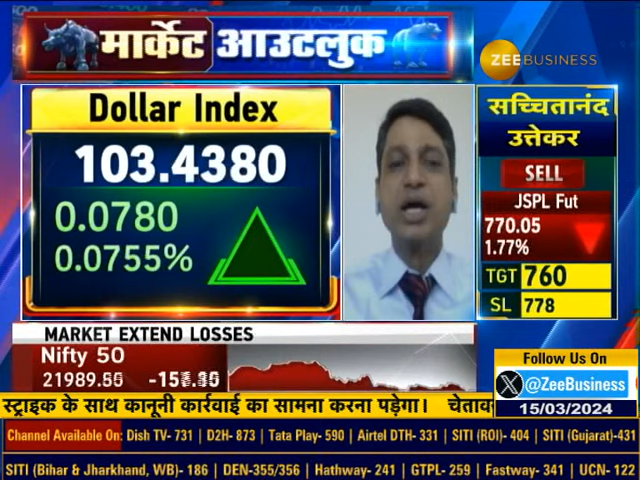 मार्केट आउटलुक
ZEEBUSINESS
Dollar Index
103.4380
0.0780
0.0755%
सच्चितानंद
उत्तेकर
SELL
JSPL Fut
770.05
1.77%
TGT 760
SL 778
MARKET EXTEND LOSSES
Nifty 50
Follow Us On
X @ZeeBusiness
15/03/2024
स्ट्राइक के साथ कानूनी कार्रवाई का सामना करना पड़ेगा।
Channel Available On: Dish TV- 731 | D2H- 873 | Tata Play- 590 | Airtel DTH- 331 | SITI (ROI)- 404 | SITI (Gujarat)-431
SITI (Bihar & Jharkhand, WB)- 186 | DEN-355/356 | Hathway- 241 | GTPL- 259 | Fastway- 341 | UCN- 122